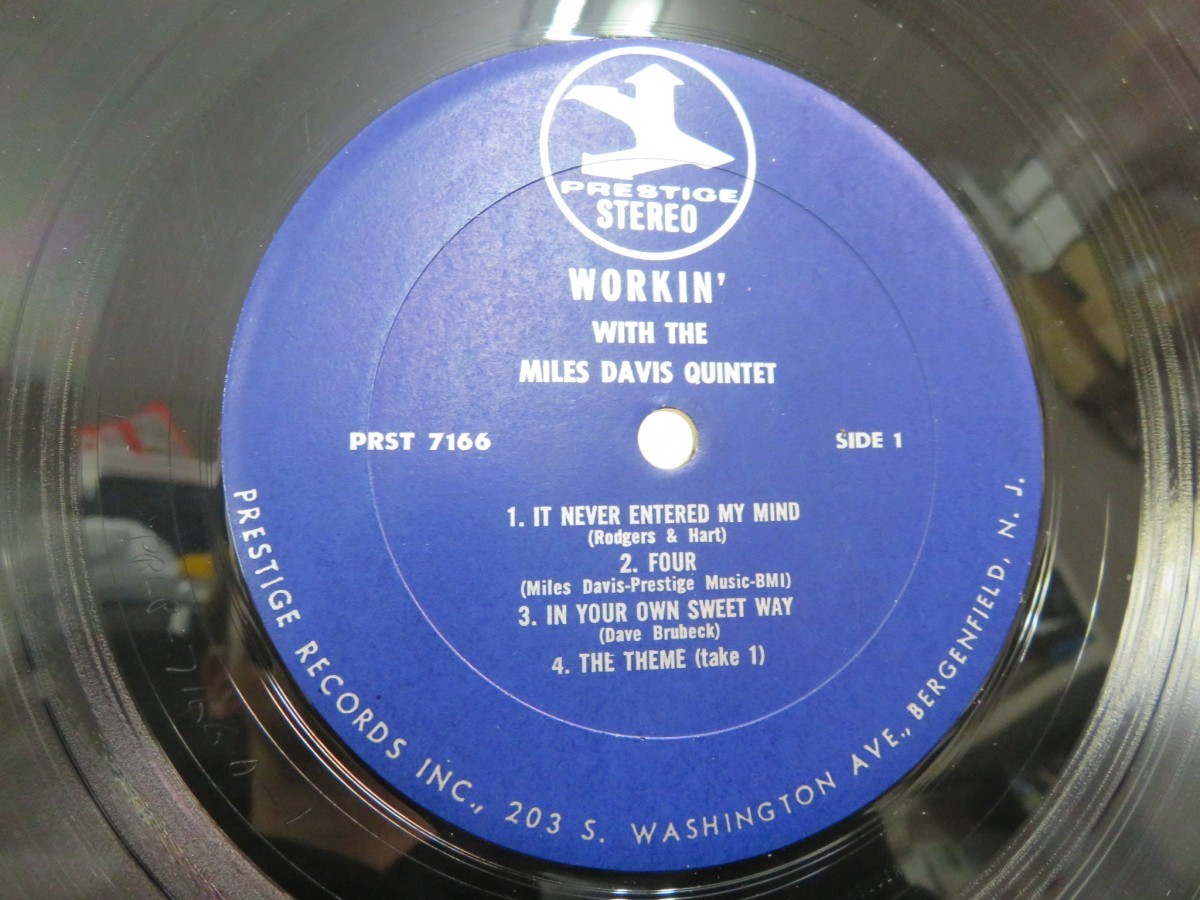 PRESTIGE
STEREO
WORKIN'
WITH THE
MILES DAVIS QUINTET
PRST 7166
SIDE 1
1. IT NEVER ENTERED MY MIND
(Rodgers & Hart)
2. FOUR
(Miles Davis-Prestige Music-BMI)
3. IN YOUR OWN SWEET WAY
(Dave Brubeck)
4. THE THEME (take 1)
PRESTIGE RECORDS INC., 203 S. WASHINGTON AVE., BERGENFIELD, N. J.